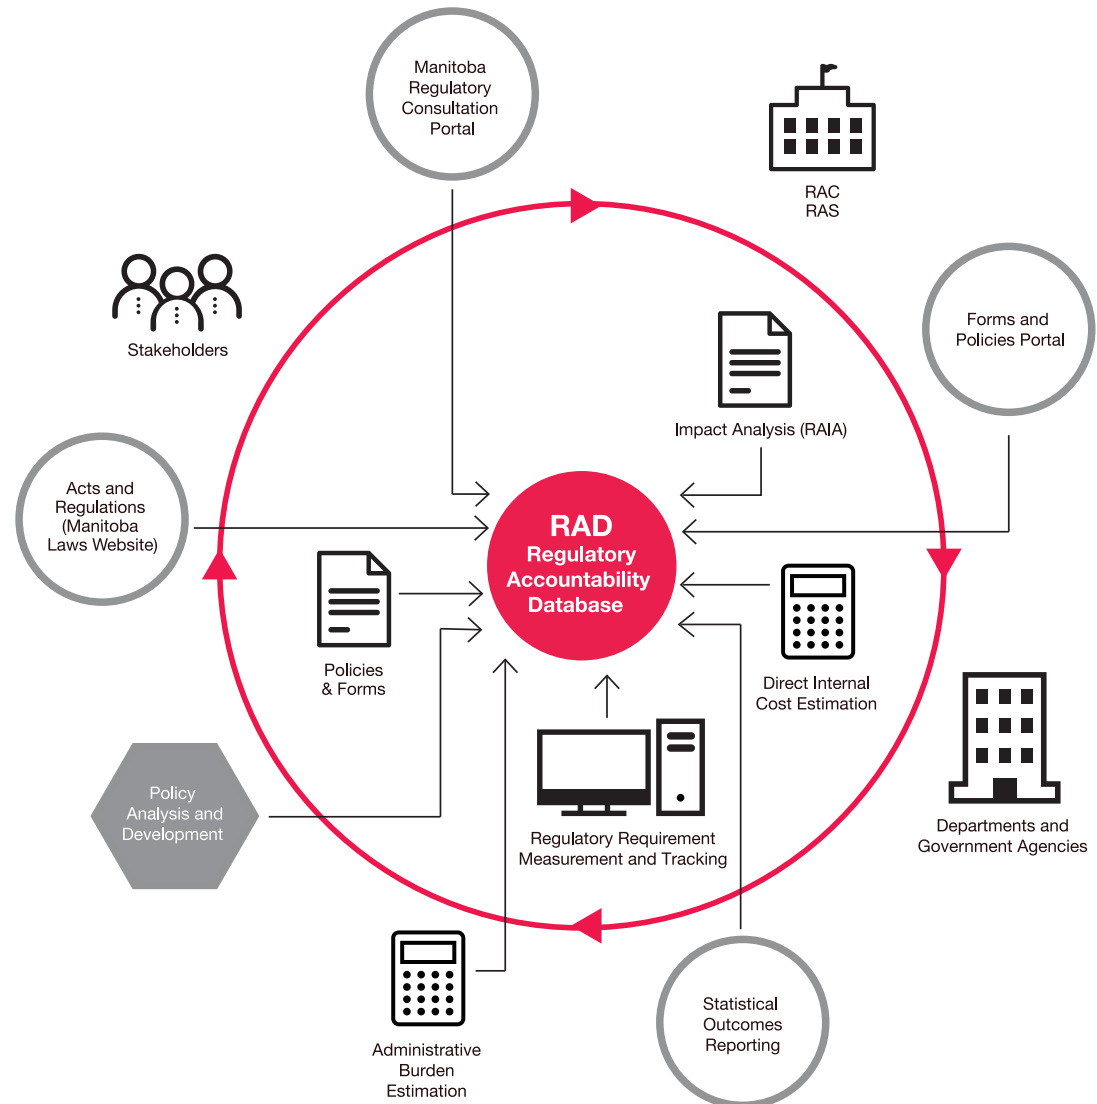 Manitoba
Regulatory
Consultation
Portal
RAC
RAS
Stakeholders
Forms and
Policies Portal
Impact Analysis (RAIA)
Acts and
Regulations
(Manitoba
Laws Website)
RAD
Regulatory
Accountability
Database
Policies
& Forms
Direct Internal
Cost Estimation
Policy
Analysis and
Development
Regulatory Requirement
Measurement and Tracking
Departments and
Government Agencies
Administrative
Burden
Estimation
Statistical
Outcomes
Reporting